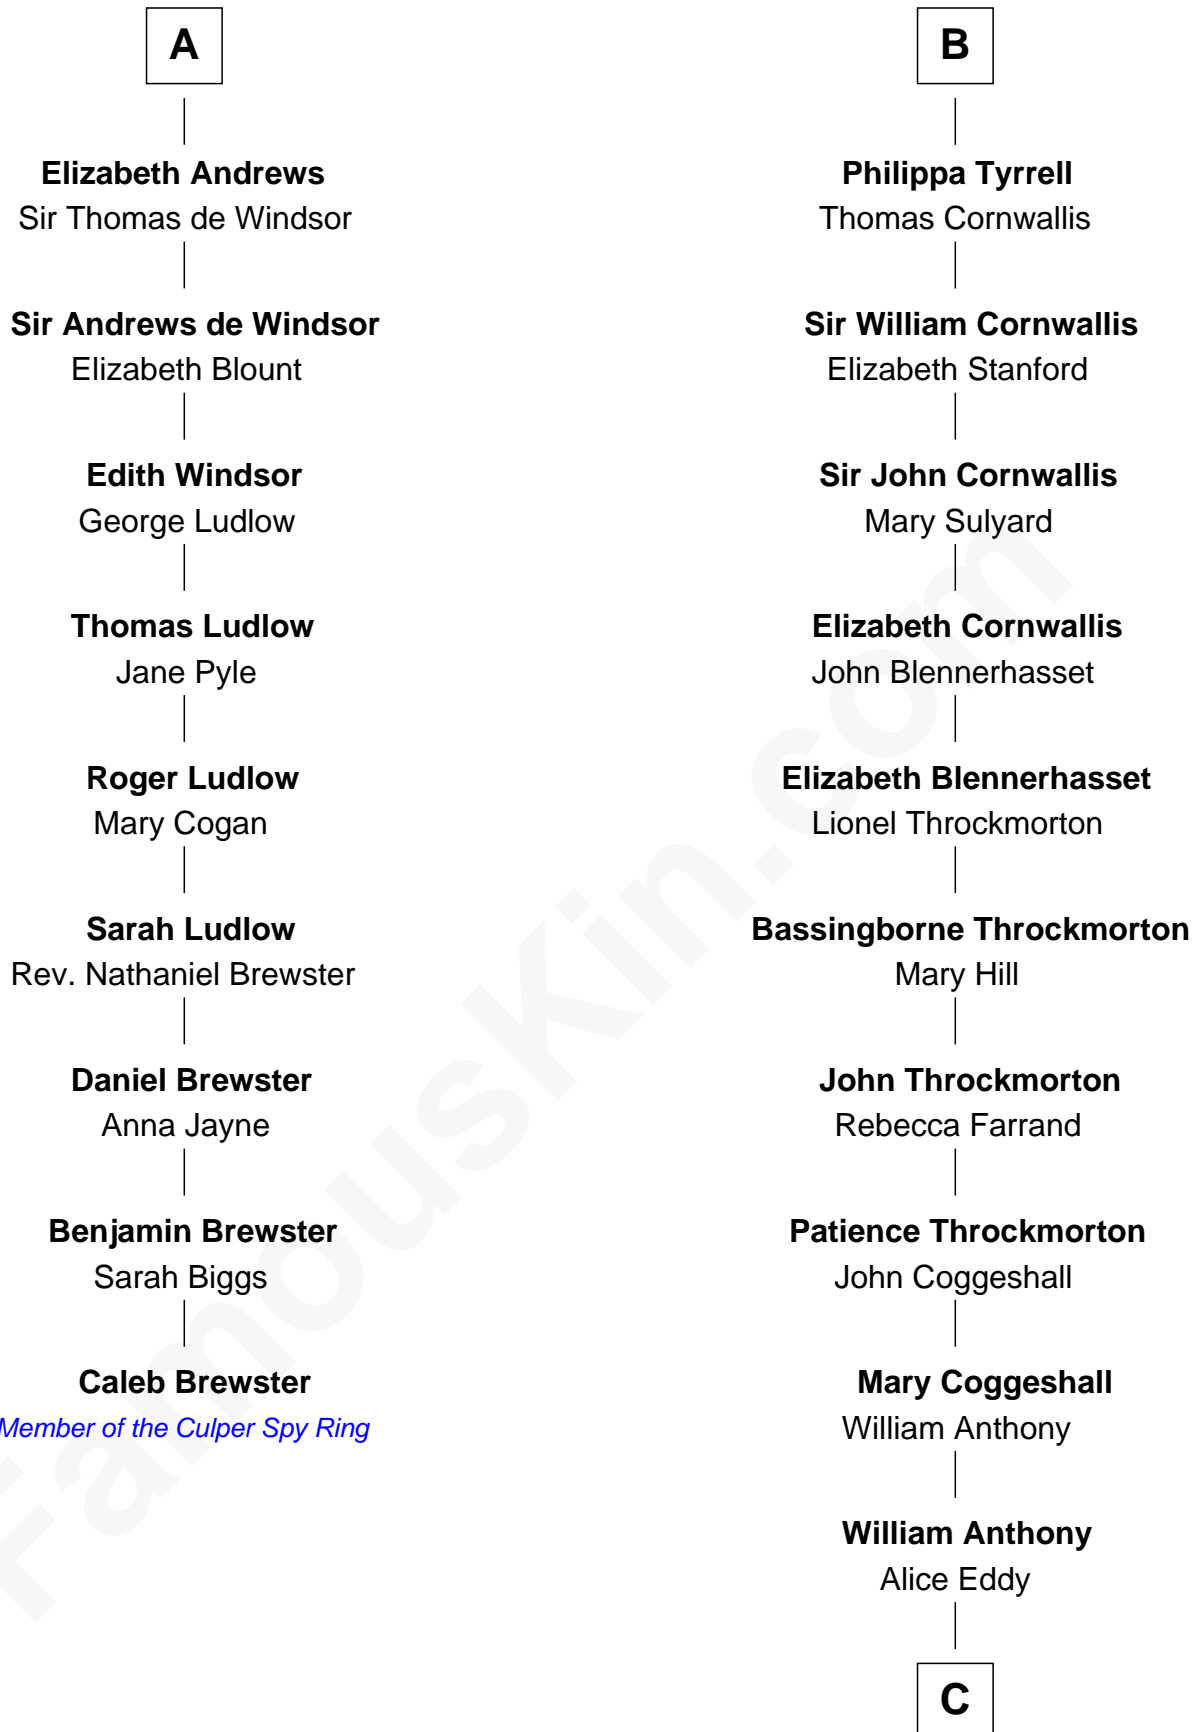 A
Elizabeth Andrews
Sir Thomas de Windsor
Sir Andrews de Windsor
Elizabeth Blount
Edith Windsor
George Ludlow
Thomas Ludlow
Jane Pyle
Roger Ludlow
Mary Cogan
Sarah Ludlow
Rev. Nathaniel Brewster
Daniel Brewster
Anna Jayne
Benjamin Brewster
Sarah Biggs
Caleb Brewster
Member of the Culper Spy Ring
B
Philippa Tyrrell
Thomas Cornwallis
Sir William Cornwallis
Elizabeth Stanford
Sir John Cornwallis
Mary Sulyard
Elizabeth Cornwallis
John Blennerhasset
Elizabeth Blennerhasset
Lionel Throckmorton
Bassingborne Throckmorton
Mary Hill
John Throckmorton
Rebecca Farrand
Patience Throckmorton
John Coggeshall
Mary Coggeshall
William Anthony
William Anthony
Alice Eddy
C
FamousKin.com